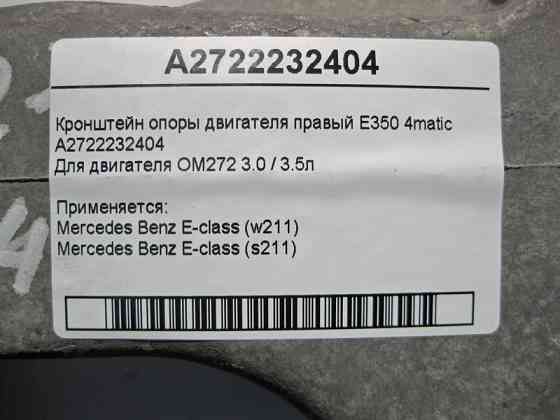 A2722232404
Кронштейн опоры двигателя правый E350 4matic
A2722232404
Для двигателя OM272 3.0 / 3.5л
Применяется:
Mercedes Benz E-class (w211)
Mercedes Benz E-class (s211)